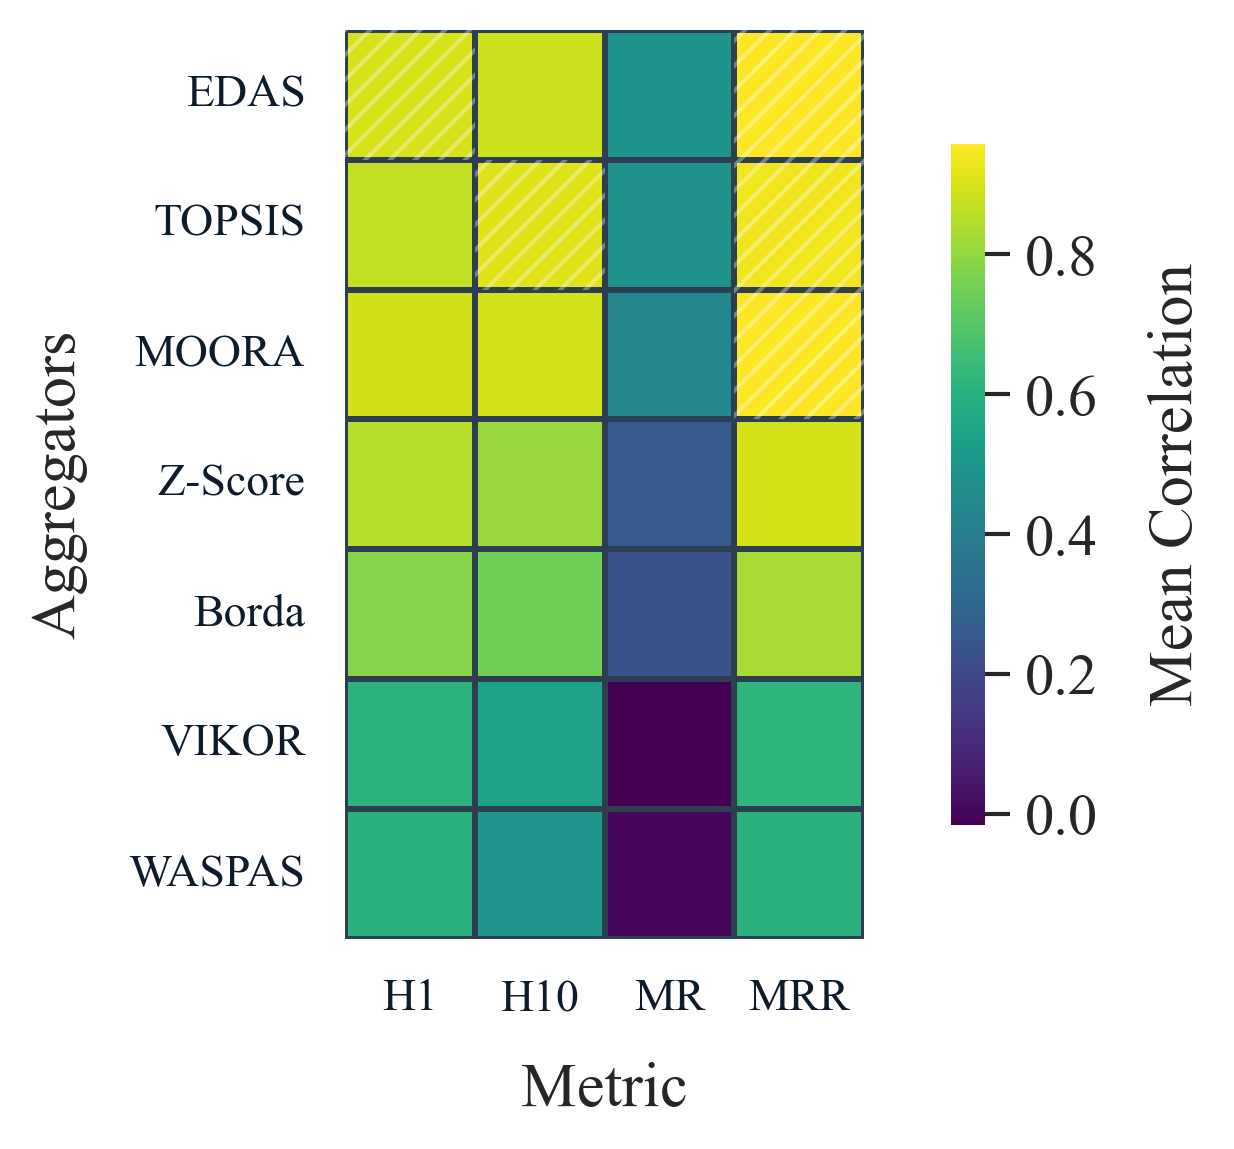 Aggregators
EDAS
TOPSIS
MOORA
Z-Score
Borda
VIKOR
WASPAS
H1 H10 MR MRR
Metric
0.8
0.6
0.4
0.2
0.0
Mean Correlation